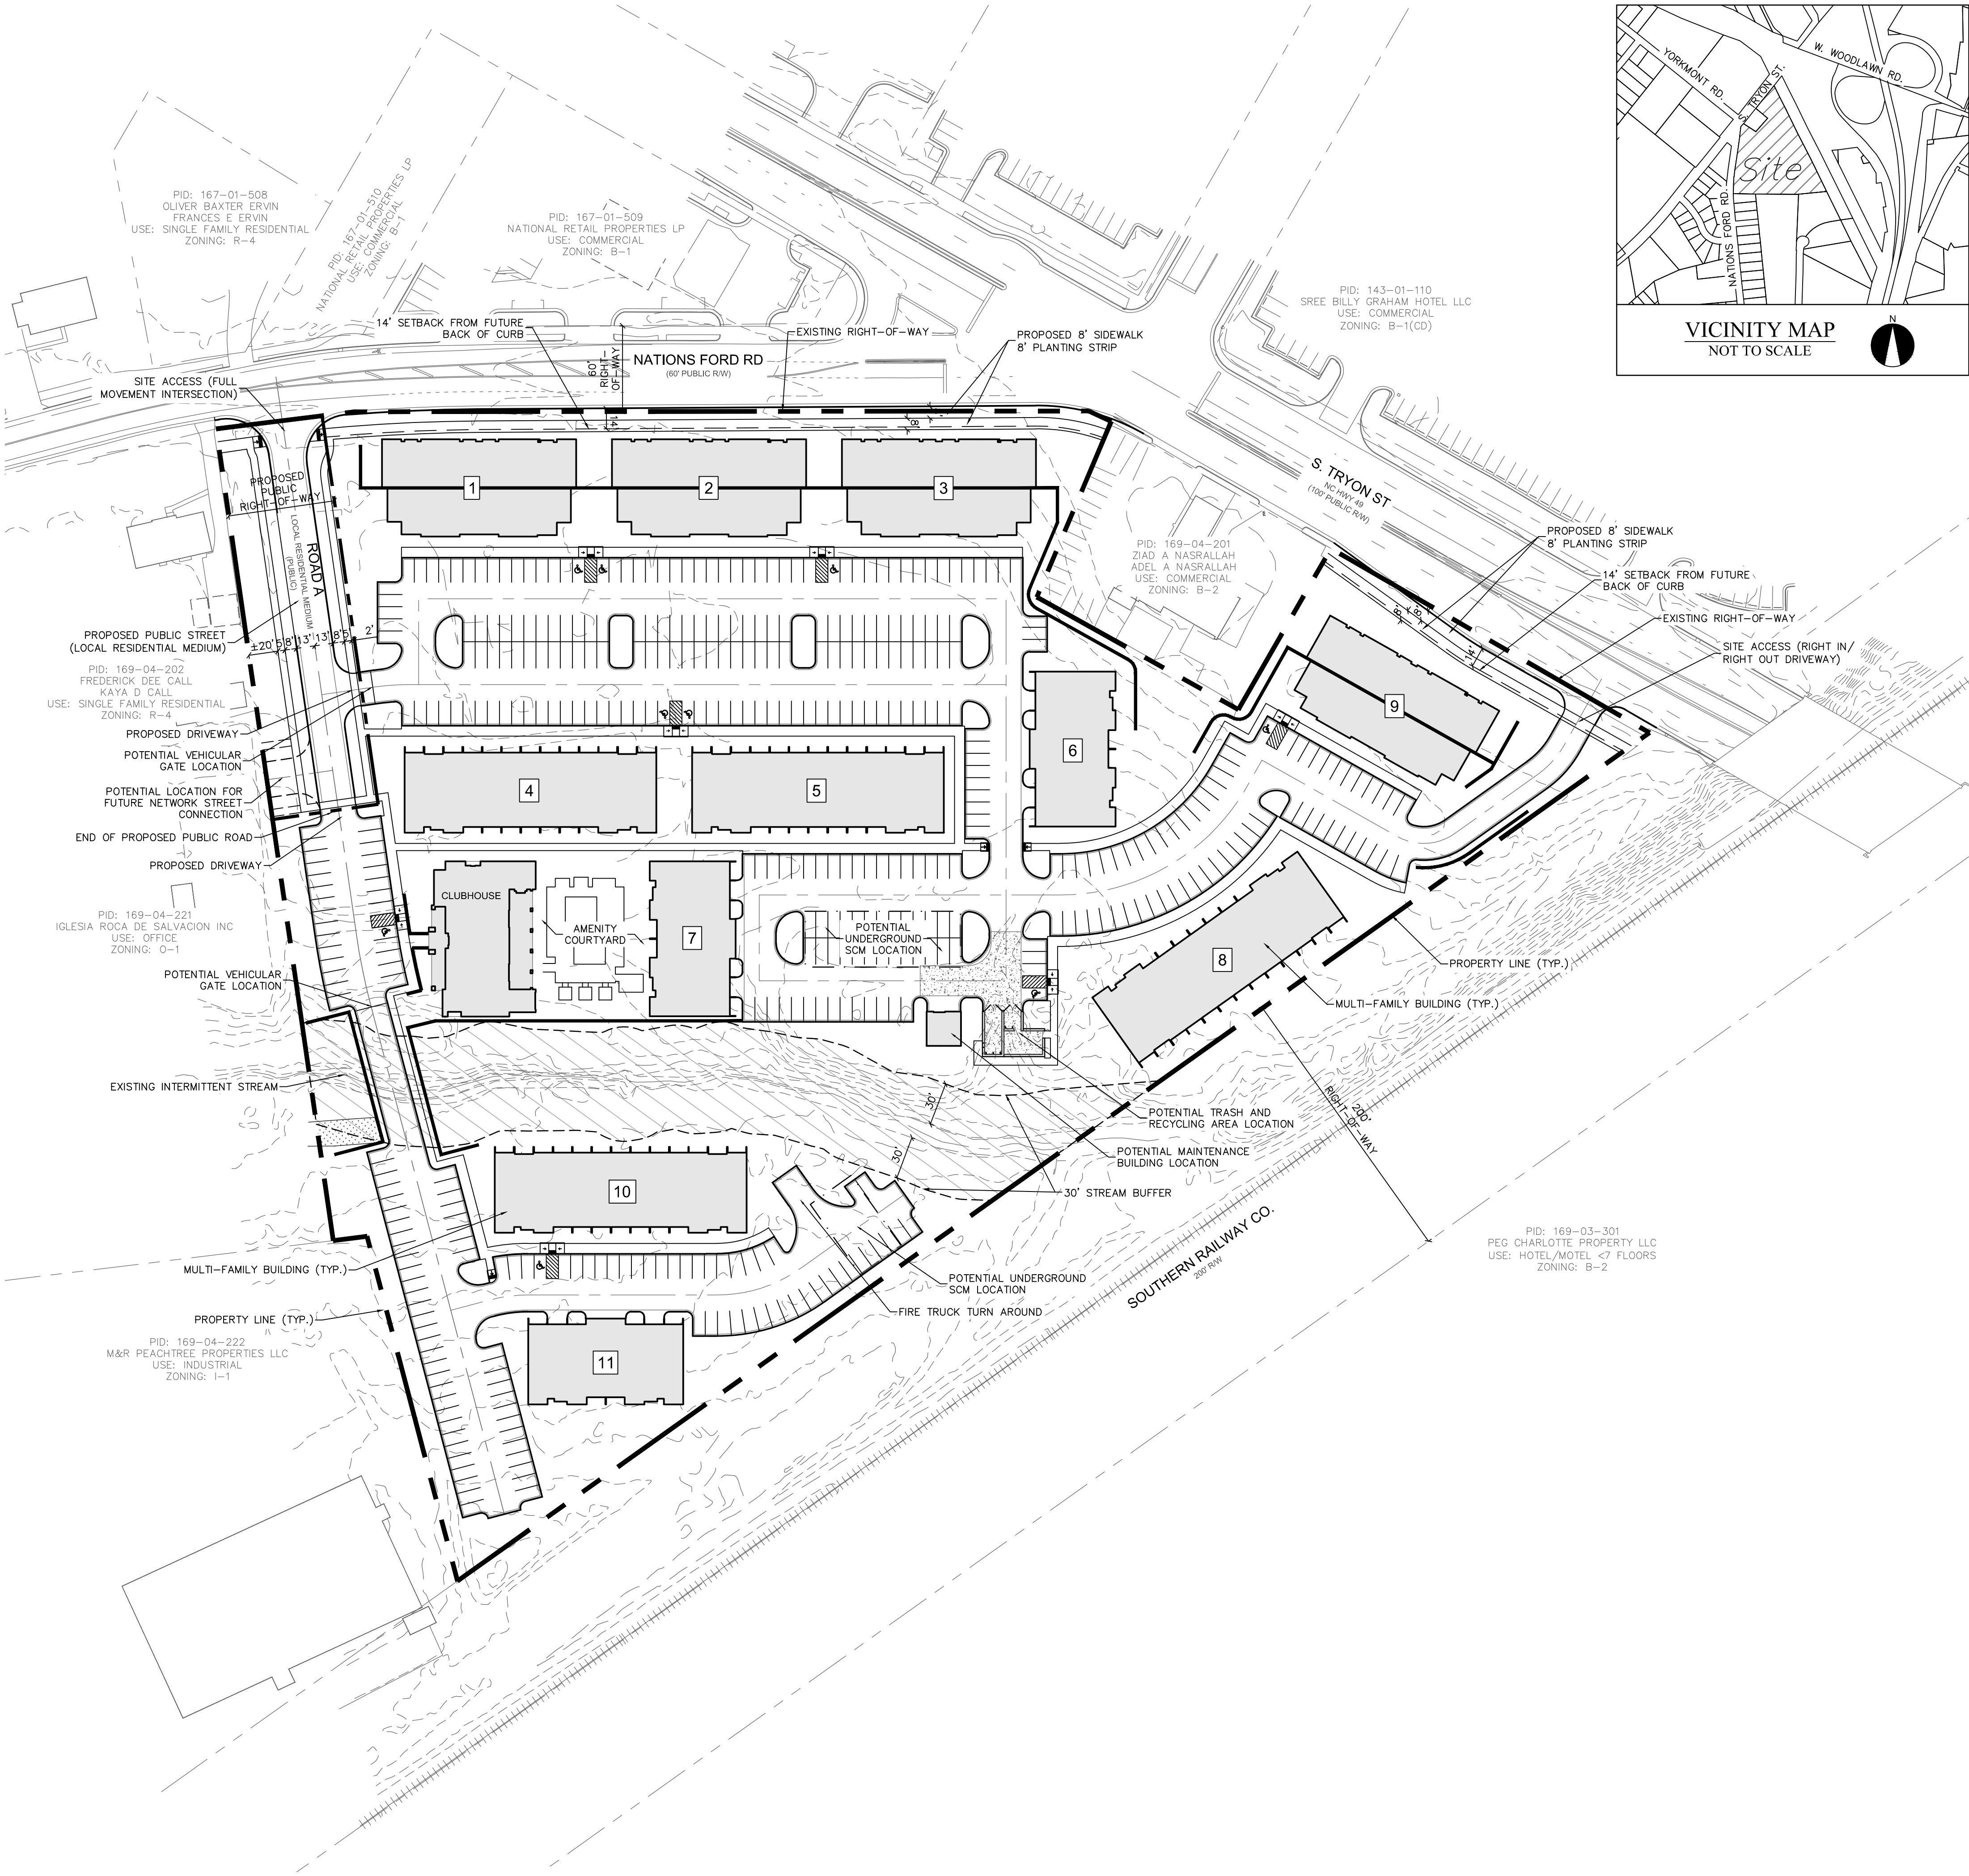 YORKMONT RD.
S. TRYON ST.
W. WOODLAWN RD.
Site
NATIONS FORD RD.
VICINITY MAP
NOT TO SCALE
N
PID: 167-01-508
OLIVER BAXTER ERVIN
FRANCES E ERVIN
USE: SINGLE FAMILY RESIDENTIAL
ZONING: R-4
PID: 167-01-510
NATIONAL RETAIL PROPERTIES LP
USE: COMMERCIAL
ZONING: B-1
PID: 167-01-509
NATIONAL RETAIL PROPERTIES LP
USE: COMMERCIAL
ZONING: B-1
PID: 143-01-110
SREE BILLY GRAHAM HOTEL LLC
USE: COMMERCIAL
ZONING: B-1(CD)
14' SETBACK FROM FUTURE
BACK OF CURB
60'
RIGHT-
OF-WAY
EXISTING RIGHT-OF-WAY
NATIONS FORD RD
(60' PUBLIC R/W)
PROPOSED 8' SIDEWALK
8' PLANTING STRIP
SITE ACCESS (FULL
MOVEMENT INTERSECTION)
14'
8'
PROPOSED
PUBLIC
RIGHT-OF-WAY
ROAD A
LOCAL RESIDENTIAL MEDIUM
(PUBLIC)
1
2
3
S. TRYON ST
NC HWY 49
(100' PUBLIC R/W)
PID: 169-04-201
ZIAD A NASRALLAH
ADEL A NASRALLAH
USE: COMMERCIAL
ZONING: B-2
PROPOSED 8' SIDEWALK
8' PLANTING STRIP
14' SETBACK FROM FUTURE
BACK OF CURB
EXISTING RIGHT-OF-WAY
SITE ACCESS (RIGHT IN/
RIGHT OUT DRIVEWAY)
8'
8'
14'
PROPOSED PUBLIC STREET
(LOCAL RESIDENTIAL MEDIUM)
±20' 5' 8' 13' 13' 8' 5' 2'
PID: 169-04-202
FREDERICK DEE CALL
KAYA D CALL
USE: SINGLE FAMILY RESIDENTIAL
ZONING: R-4
PROPOSED DRIVEWAY
POTENTIAL VEHICULAR
GATE LOCATION
POTENTIAL LOCATION FOR
FUTURE NETWORK STREET
CONNECTION
END OF PROPOSED PUBLIC ROAD
PROPOSED DRIVEWAY
4
5
6
9
PID: 169-04-221
IGLESIA ROCA DE SALVACION INC
USE: OFFICE
ZONING: O-1
CLUBHOUSE
AMENITY
COURTYARD
7
POTENTIAL
UNDERGROUND
SCM LOCATION
8
PROPERTY LINE (TYP.)
MULTI-FAMILY BUILDING (TYP.)
POTENTIAL VEHICULAR
GATE LOCATION
EXISTING INTERMITTENT STREAM
30'
30'
POTENTIAL TRASH AND
RECYCLING AREA LOCATION
POTENTIAL MAINTENANCE
BUILDING LOCATION
30' STREAM BUFFER
200'
RIGHT-OF-WAY
10
SOUTHERN RAILWAY CO.
200' R/W
PID: 169-03-301
PEG CHARLOTTE PROPERTY LLC
USE: HOTEL/MOTEL <7 FLOORS
ZONING: B-2
MULTI-FAMILY BUILDING (TYP.)
POTENTIAL UNDERGROUND
SCM LOCATION
FIRE TRUCK TURN AROUND
PROPERTY LINE (TYP.)
PID: 169-04-222
M&R PEACHTREE PROPERTIES LLC
USE: INDUSTRIAL
ZONING: I-1
11